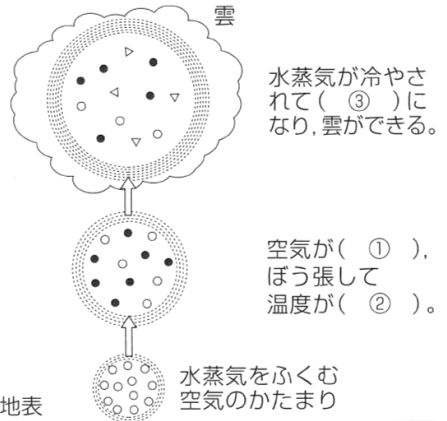 雲
水蒸気が冷やさ
れて( ③ )に
なり,雲ができる。
空気が( ① ),
ぼう張して
温度が( ② )。
水蒸気をふくむ
空気のかたまり
地表